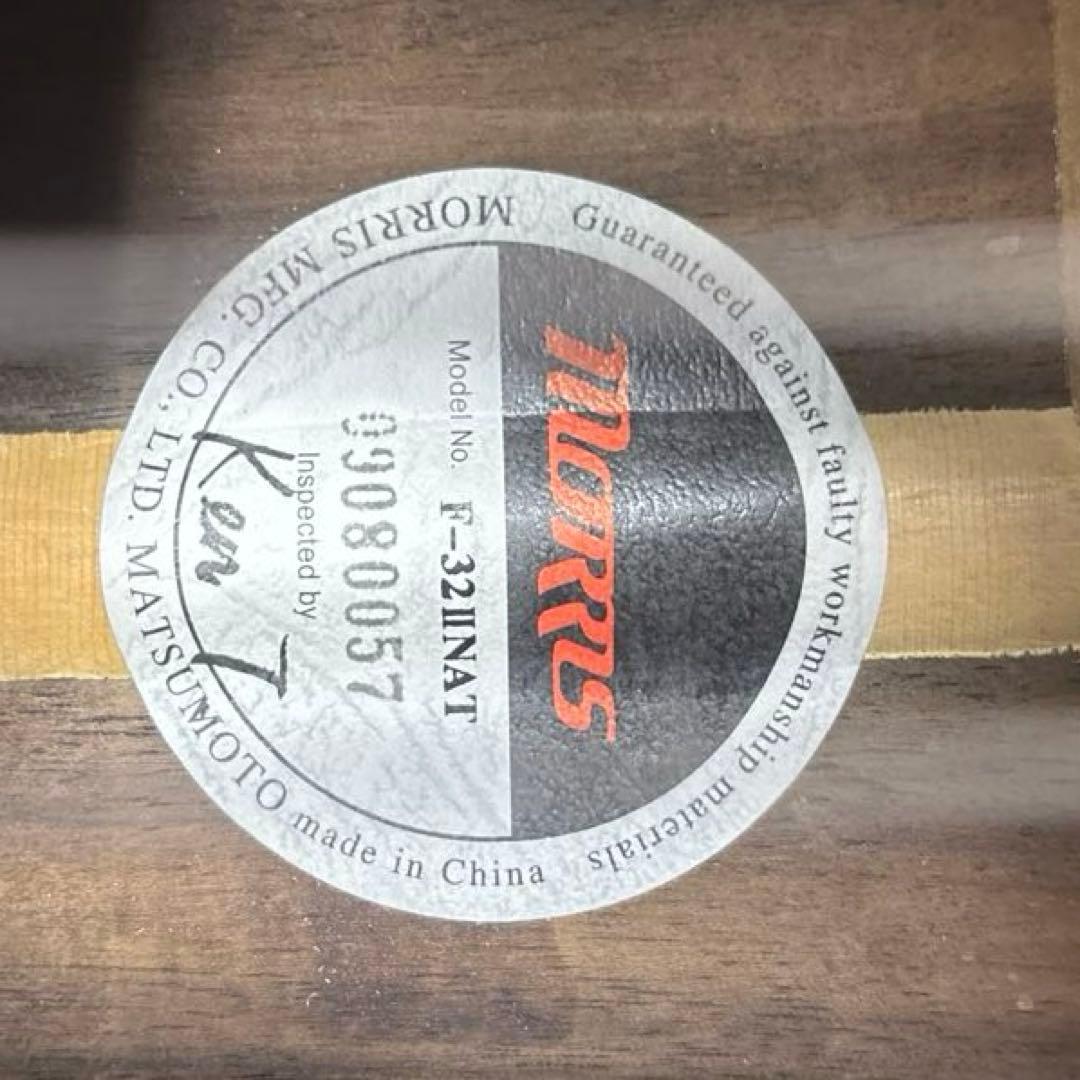 Guaranteed against faulty workmanship materials
MORRIS
Model No. F-32ⅡNAT
09080057
Inspected by
Ken T
MORRIS MFG. CO., LTD. MATSUMOTO made in China